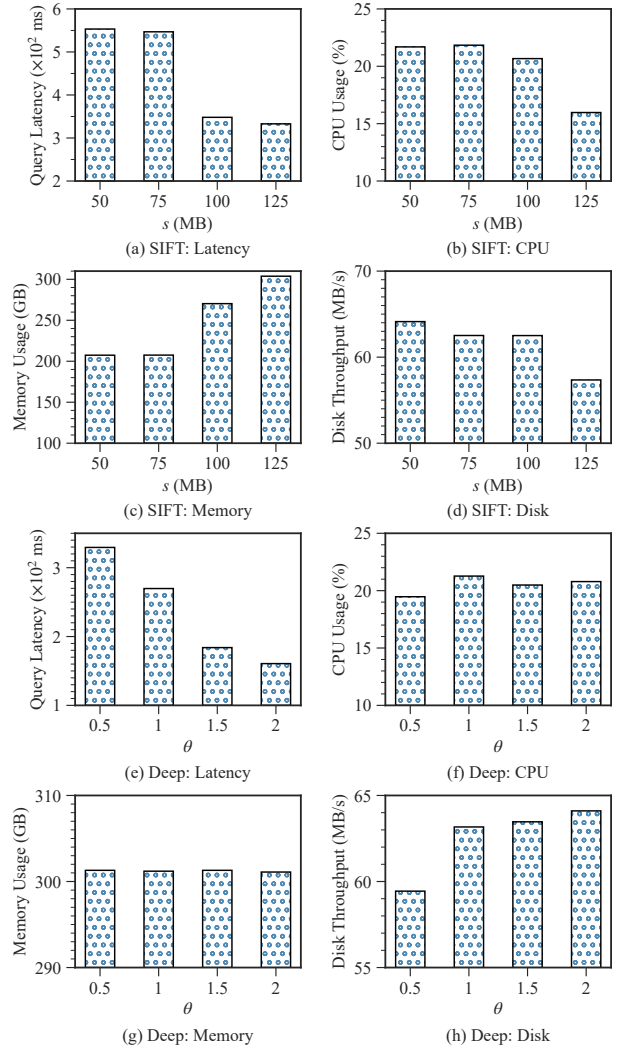 Query Latency (×10² ms)
6
5
4
3
2
50 75 100 125
s (MB)
(a) SIFT: Latency
CPU Usage (%)
25
20
15
10
50 75 100 125
s (MB)
(b) SIFT: CPU
Memory Usage (GB)
300
250
200
150
100
50 75 100 125
s (MB)
(c) SIFT: Memory
Disk Throughput (MB/s)
70
60
50
50 75 100 125
s (MB)
(d) SIFT: Disk
Query Latency (×10² ms)
3
2
1
0.5 1 1.5 2
θ
(e) Deep: Latency
CPU Usage (%)
25
20
15
10
0.5 1 1.5 2
θ
(f) Deep: CPU
Memory Usage (GB)
310
300
290
0.5 1 1.5 2
θ
(g) Deep: Memory
Disk Throughput (MB/s)
65
60
55
0.5 1 1.5 2
θ
(h) Deep: Disk